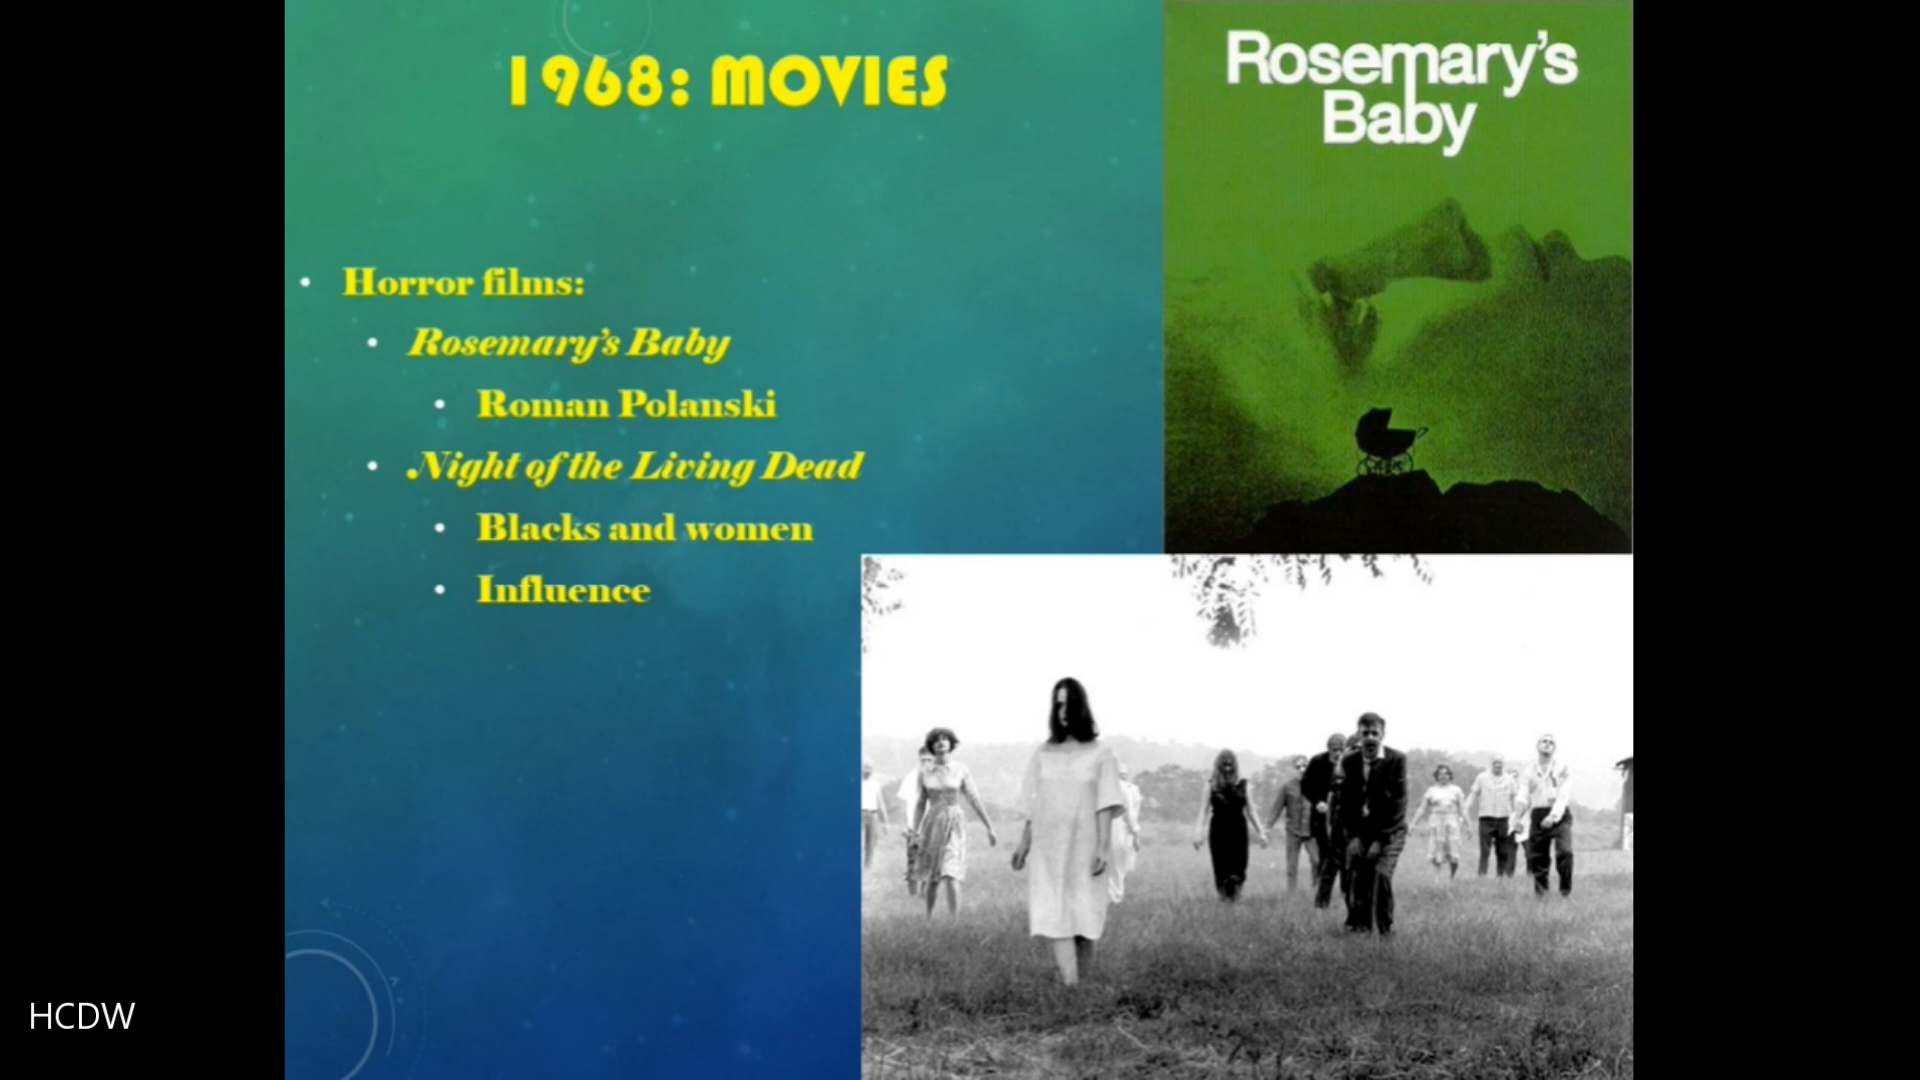 1968: MOVIES
Rosemary's
Baby
• Horror films:
• Rosemary's Baby
• Roman Polanski
• Night of the Living Dead
• Blacks and women
• Influence
HCDW